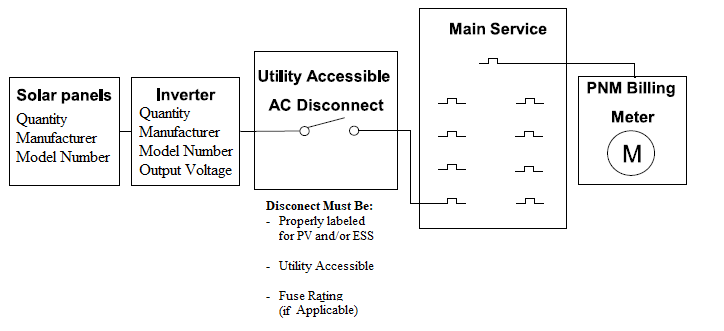 Solar panels
Quantity
Manufacturer
Model Number
Inverter
Quantity
Manufacturer
Model Number
Output Voltage
Utility Accessible
AC Disconnect
Disconect Must Be:
- Properly labeled
for PV and/or ESS
- Utility Accessible
- Fuse Rating
(if Applicable)
Main Service
PNM Billing
Meter
M